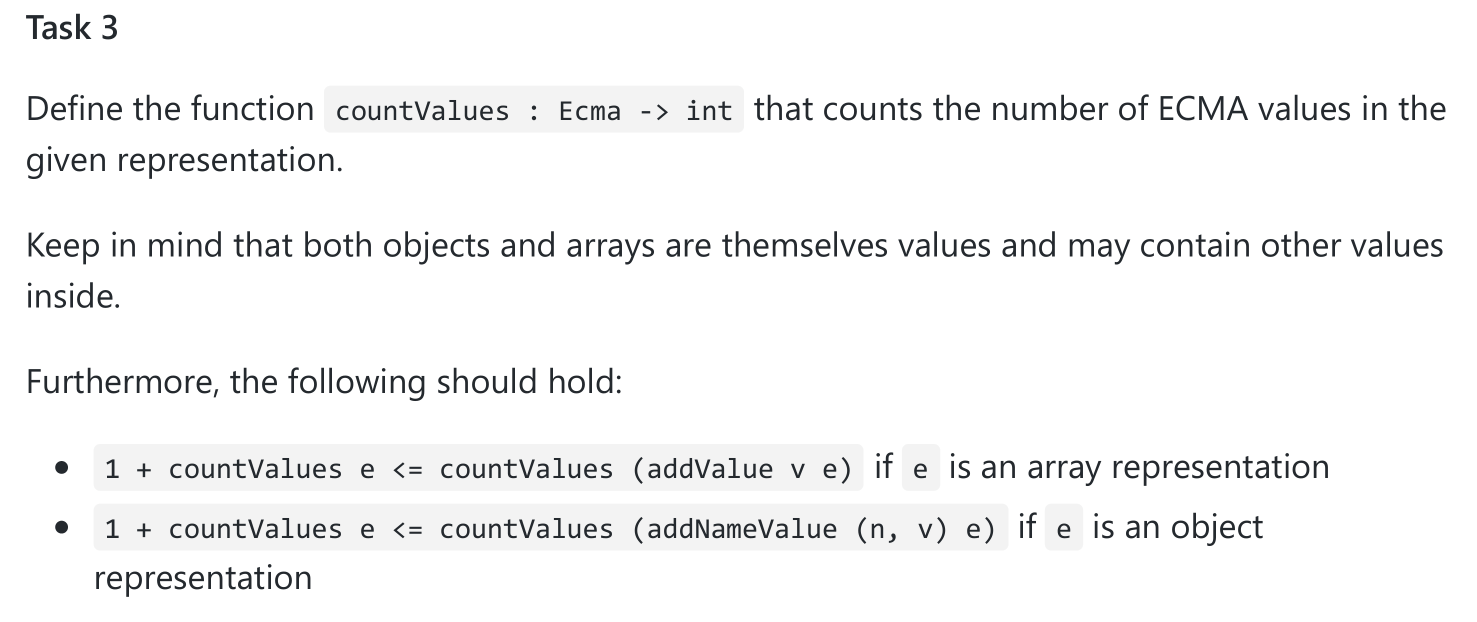 Task 3
Define the function countValues : Ecma -> int that counts the number of ECMA values in the
given representation.
Keep in mind that both objects and arrays are themselves values and may contain other values
inside.
Furthermore, the following should hold:
• 1 + countValues e <= countValues (addValue v e) if e is an array representation
• 1 + countValues e <= countValues (addNameValue (n, v) e) if e is an object
representation